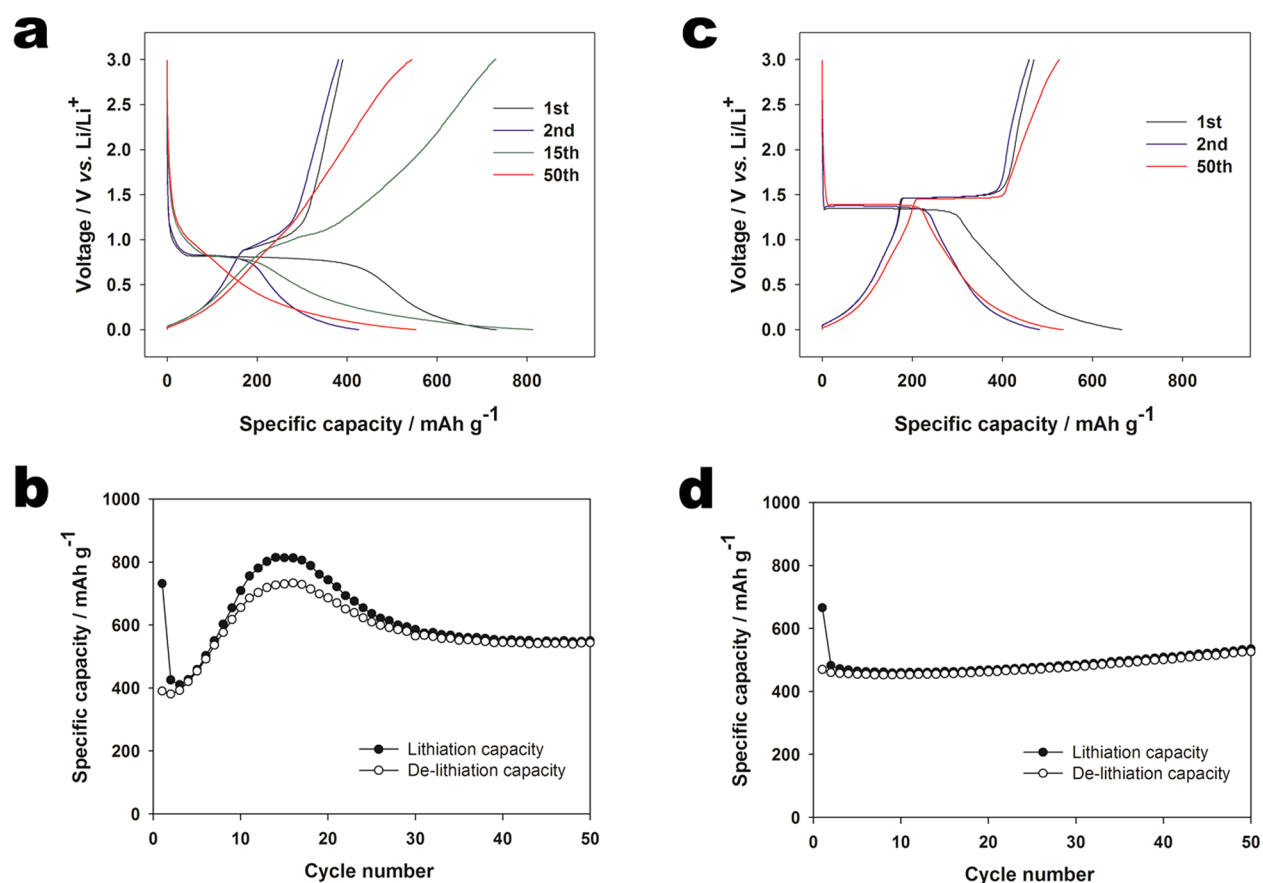 a
3.0
2.5
2.0
1.5
1.0
0.5
0.0
Voltage / V vs. Li/Li+
1st
2nd
15th
50th
0 200 400 600 800
Specific capacity / mAh g-1
c
3.0
2.5
2.0
1.5
1.0
0.5
0.0
Voltage / V vs. Li/Li+
1st
2nd
50th
0 200 400 600 800
Specific capacity / mAh g-1
b
1000
800
600
400
200
0
Specific capacity / mAh g-1
Lithiation capacity
De-lithiation capacity
0 10 20 30 40 50
Cycle number
d
1000
800
600
400
200
0
Specific capacity / mAh g-1
Lithiation capacity
De-lithiation capacity
0 10 20 30 40 50
Cycle number